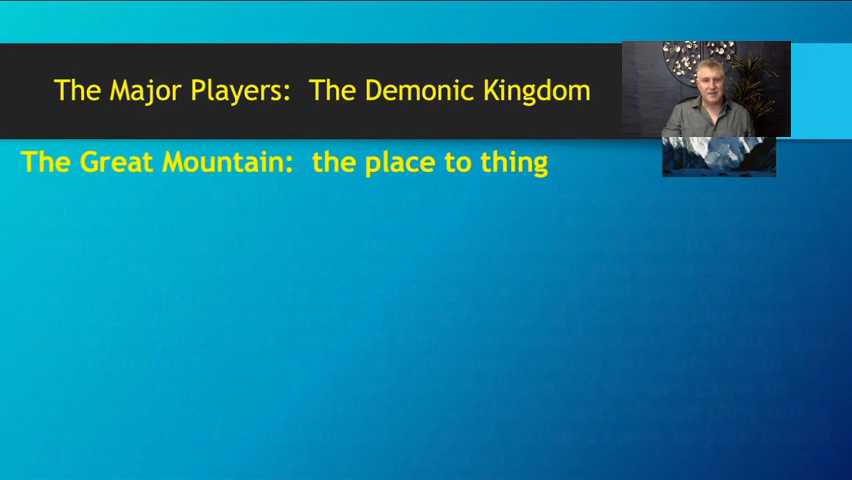 The Major Players: The Demonic Kingdom
The Great Mountain: the place to thing